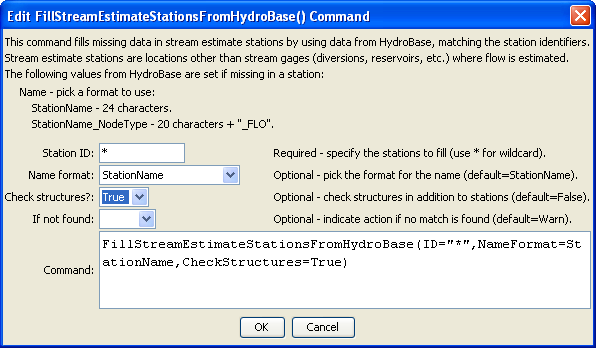 Edit FillStreamEstimateStationsFromHydroBase() Command
This command fills missing data in stream estimate stations by using data from HydroBase, matching the station identifiers.
Stream estimate stations are locations other than stream gages (diversions, reservoirs, etc.) where flow is estimated.
The following values from HydroBase are set if missing in a station:
Name - pick a format to use:
StationName - 24 characters.
StationName_NodeType - 20 characters + "_FLO".
Station ID: * Required - specify the stations to fill (use * for wildcard).
Name format: StationName Optional - pick the format for the name (default=StationName).
Check structures?: True Optional - check structures in addition to stations (default=False).
If not found: Optional - indicate action if no match is found (default=Warn).
Command: FillStreamEstimateStationsFromHydroBase(ID="*",NameFormat=St
ationName,CheckStructures=True)
OK Cancel